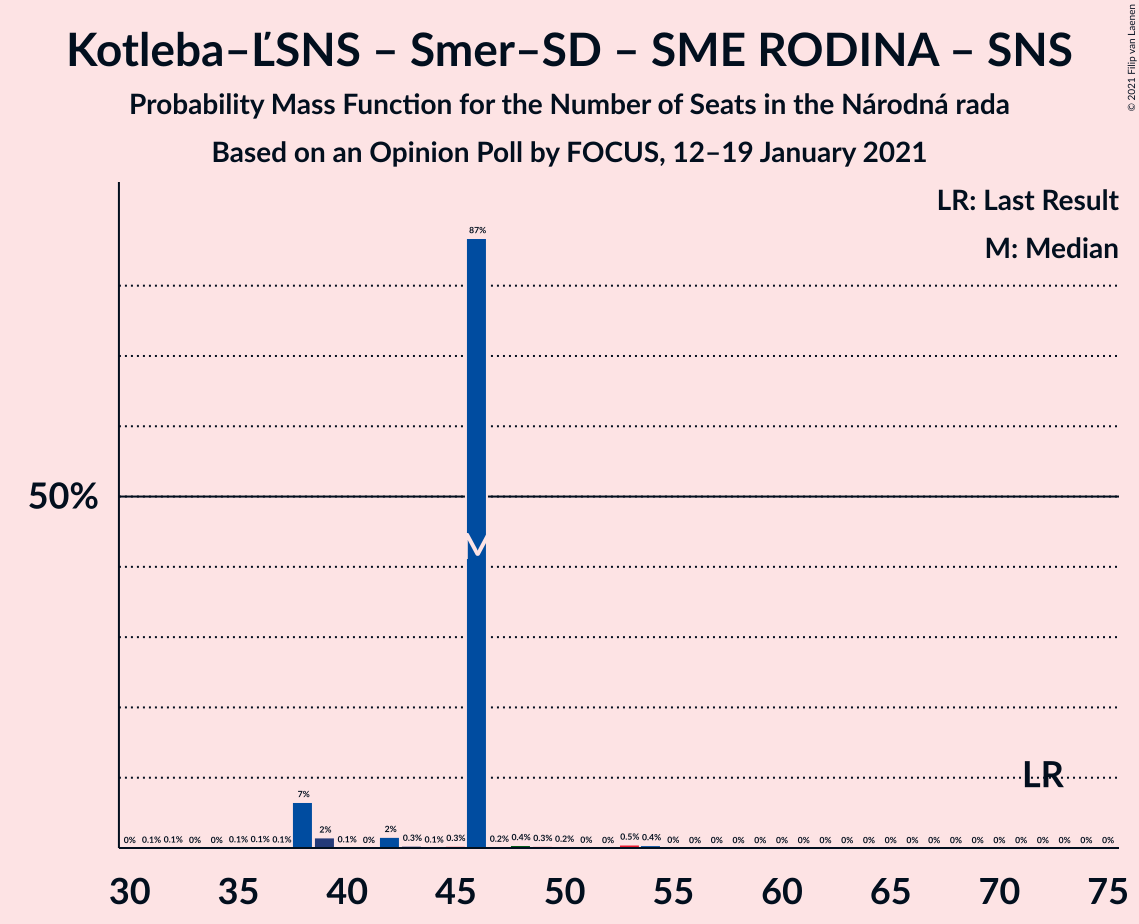 Kotleba–ĽSNS – Smer–SD – SME RODINA – SNS
Probability Mass Function for the Number of Seats in the Národná rada
Based on an Opinion Poll by FOCUS, 12–19 January 2021
© 2021 Filip van Laenen
LR: Last Result
M: Median
87%
50%
M
LR
7%
2% 2%
0% 0.1% 0.1% 0% 0% 0.1% 0.1% 0.1% 0.1% 0% 0.3% 0.1% 0.3% 0.2% 0.4% 0.3% 0.2% 0% 0% 0.5% 0.4% 0% 0% 0% 0% 0% 0% 0% 0% 0% 0% 0% 0% 0% 0% 0% 0% 0% 0% 0% 0% 0%
30 35 40 45 50 55 60 65 70 75